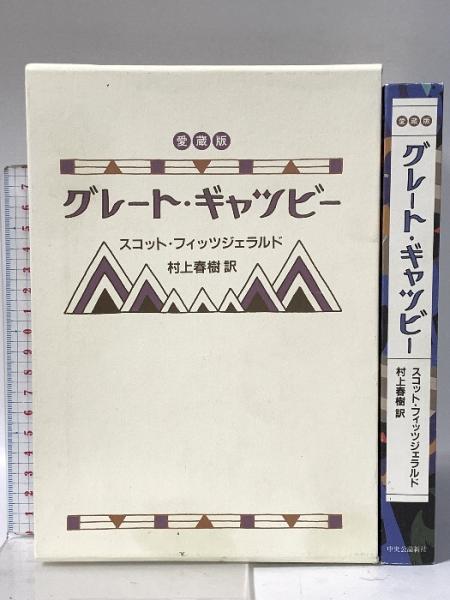 愛蔵版
グレート・ギャツビー
スコット・フィッツジェラルド
村上春樹 訳
愛蔵版
グレート・ギャツビー
スコット・フィッツジェラルド
村上春樹 訳
中央公論新社